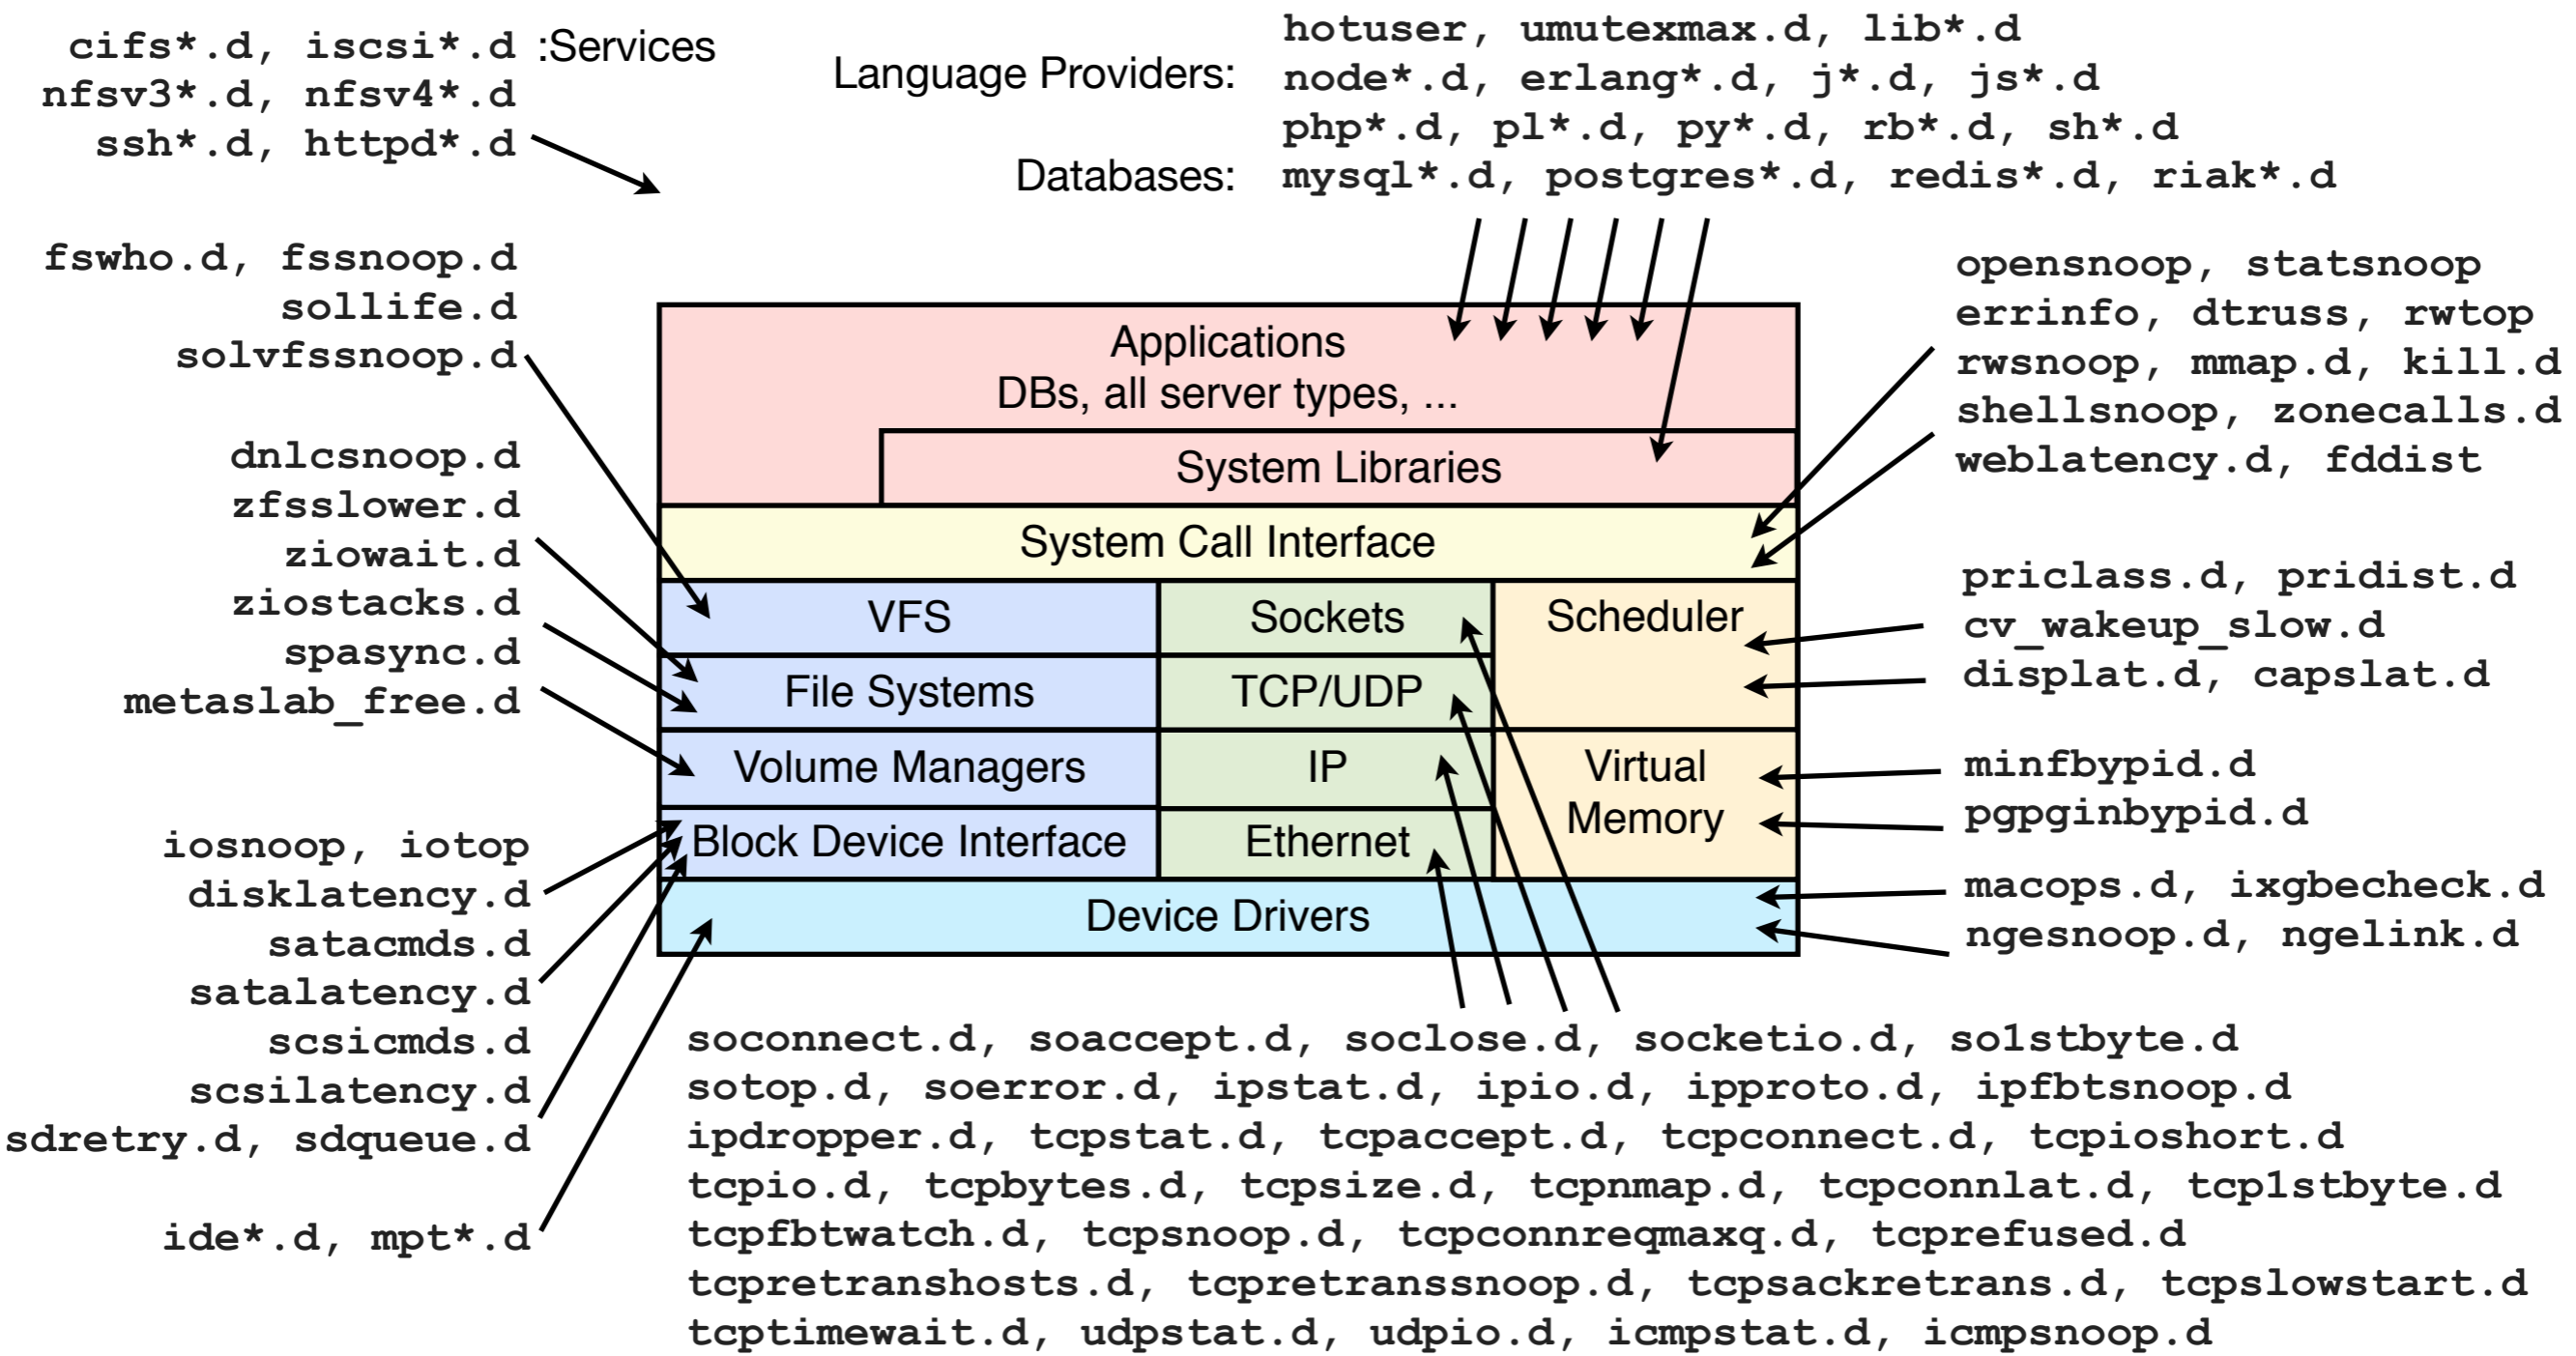 cifs*.d, iscsi*.d :Services
nfsv3*.d, nfsv4*.d
ssh*.d, httpd*.d
hotuser, umutexmax.d, lib*.d
Language Providers: node*.d, erlang*.d, j*.d, js*.d
php*.d, pl*.d, py*.d, rb*.d, sh*.d
Databases: mysql*.d, postgres*.d, redis*.d, riak*.d
fswho.d, fssnoop.d
sollife.d
solvfssnoop.d
dnlcsnoop.d
zfsslower.d
ziowait.d
ziostacks.d
spasync.d
metaslab_free.d
iosnoop, iotop
disklatency.d
satacmds.d
satalatency.d
scsicmds.d
scsilatency.d
sdretry.d, sdqueue.d
ide*.d, mpt*.d
Applications
DBs, all server types, ...
System Libraries
System Call Interface
VFS
Sockets
Scheduler
File Systems
TCP/UDP
Volume Managers
IP
Virtual
Memory
Block Device Interface
Ethernet
Device Drivers
opensnoop, statsnoop
errinfo, dtruss, rwtop
rwsnoop, mmap.d, kill.d
shellsnoop, zonecalls.d
weblatency.d, fddist
priclass.d, pridist.d
cv_wakeup_slow.d
displat.d, capslat.d
minfbypid.d
pgpginbypid.d
macops.d, ixgbecheck.d
ngesnoop.d, ngelink.d
soconnect.d, soaccept.d, soclose.d, socketio.d, so1stbyte.d
sotop.d, soerror.d, ipstat.d, ipio.d, ipproto.d, ipfbtsnoop.d
ipdropper.d, tcpstat.d, tcpaccept.d, tcpconnect.d, tcpioshort.d
tcpio.d, tcpbytes.d, tcpsize.d, tcpnmap.d, tcpconnlat.d, tcp1stbyte.d
tcpfbtwatch.d, tcpsnoop.d, tcpconnreqmaxq.d, tcprefused.d
tcpretranshosts.d, tcpretranssnoop.d, tcpsackretrans.d, tcpslowstart.d
tcptimewait.d, udpstat.d, udpio.d, icmpstat.d, icmpsnoop.d